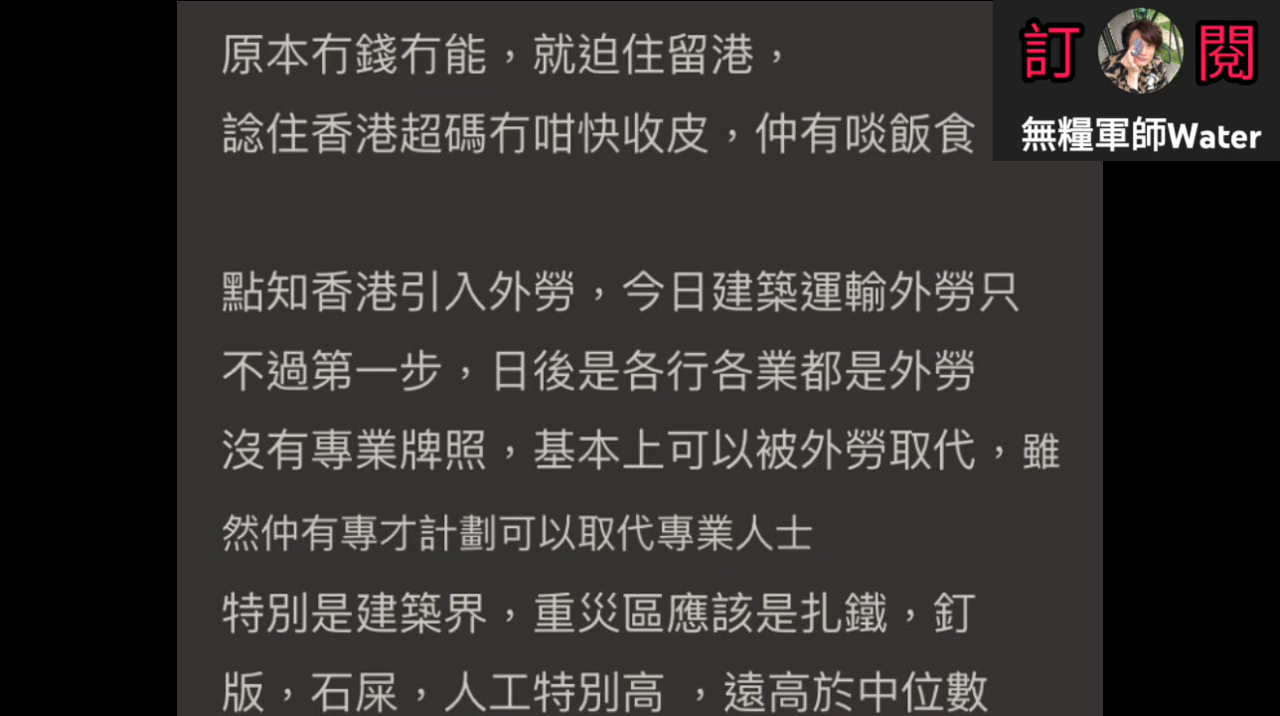 原本冇錢冇能，就迫住留港，
諗住香港超碼冇咁快收皮，仲有啖飯食
點知香港引入外勞，今日建築運輸外勞只
不過第一步，日後是各行各業都是外勞
沒有專業牌照，基本上可以被外勞取代，雖
然仲有專才計劃可以取代專業人士
特別是建築界，重災區應該是扎鐵，釘
版，石屎，人工特別高 ，遠高於中位數
訂 閱
無糧軍師Water